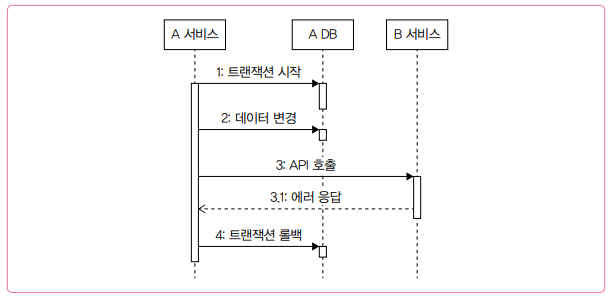 A 서비스
A DB
B 서비스
1: 트랜잭션 시작
2: 데이터 변경
3: API 호출
3.1: 에러 응답
4: 트랜잭션 롤백